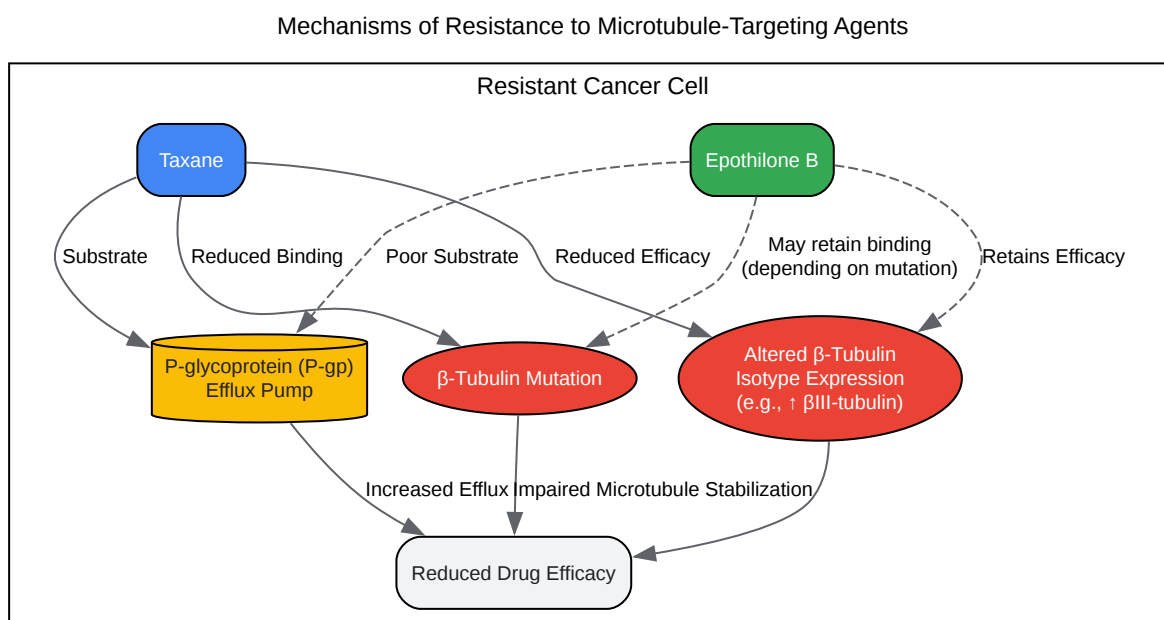 Mechanisms of Resistance to Microtubule-Targeting Agents
Resistant Cancer Cell
Taxane
Epothilone B
Substrate
Reduced Binding
Poor Substrate
Reduced Efficacy
May retain binding
(depending on mutation)
Retains Efficacy
P-glycoprotein (P-gp)
Efflux Pump
β-Tubulin Mutation
Altered β-Tubulin
Isotype Expression
(e.g., ↑ βIII-tubulin)
Increased Efflux
Impaired Microtubule Stabilization
Reduced Drug Efficacy